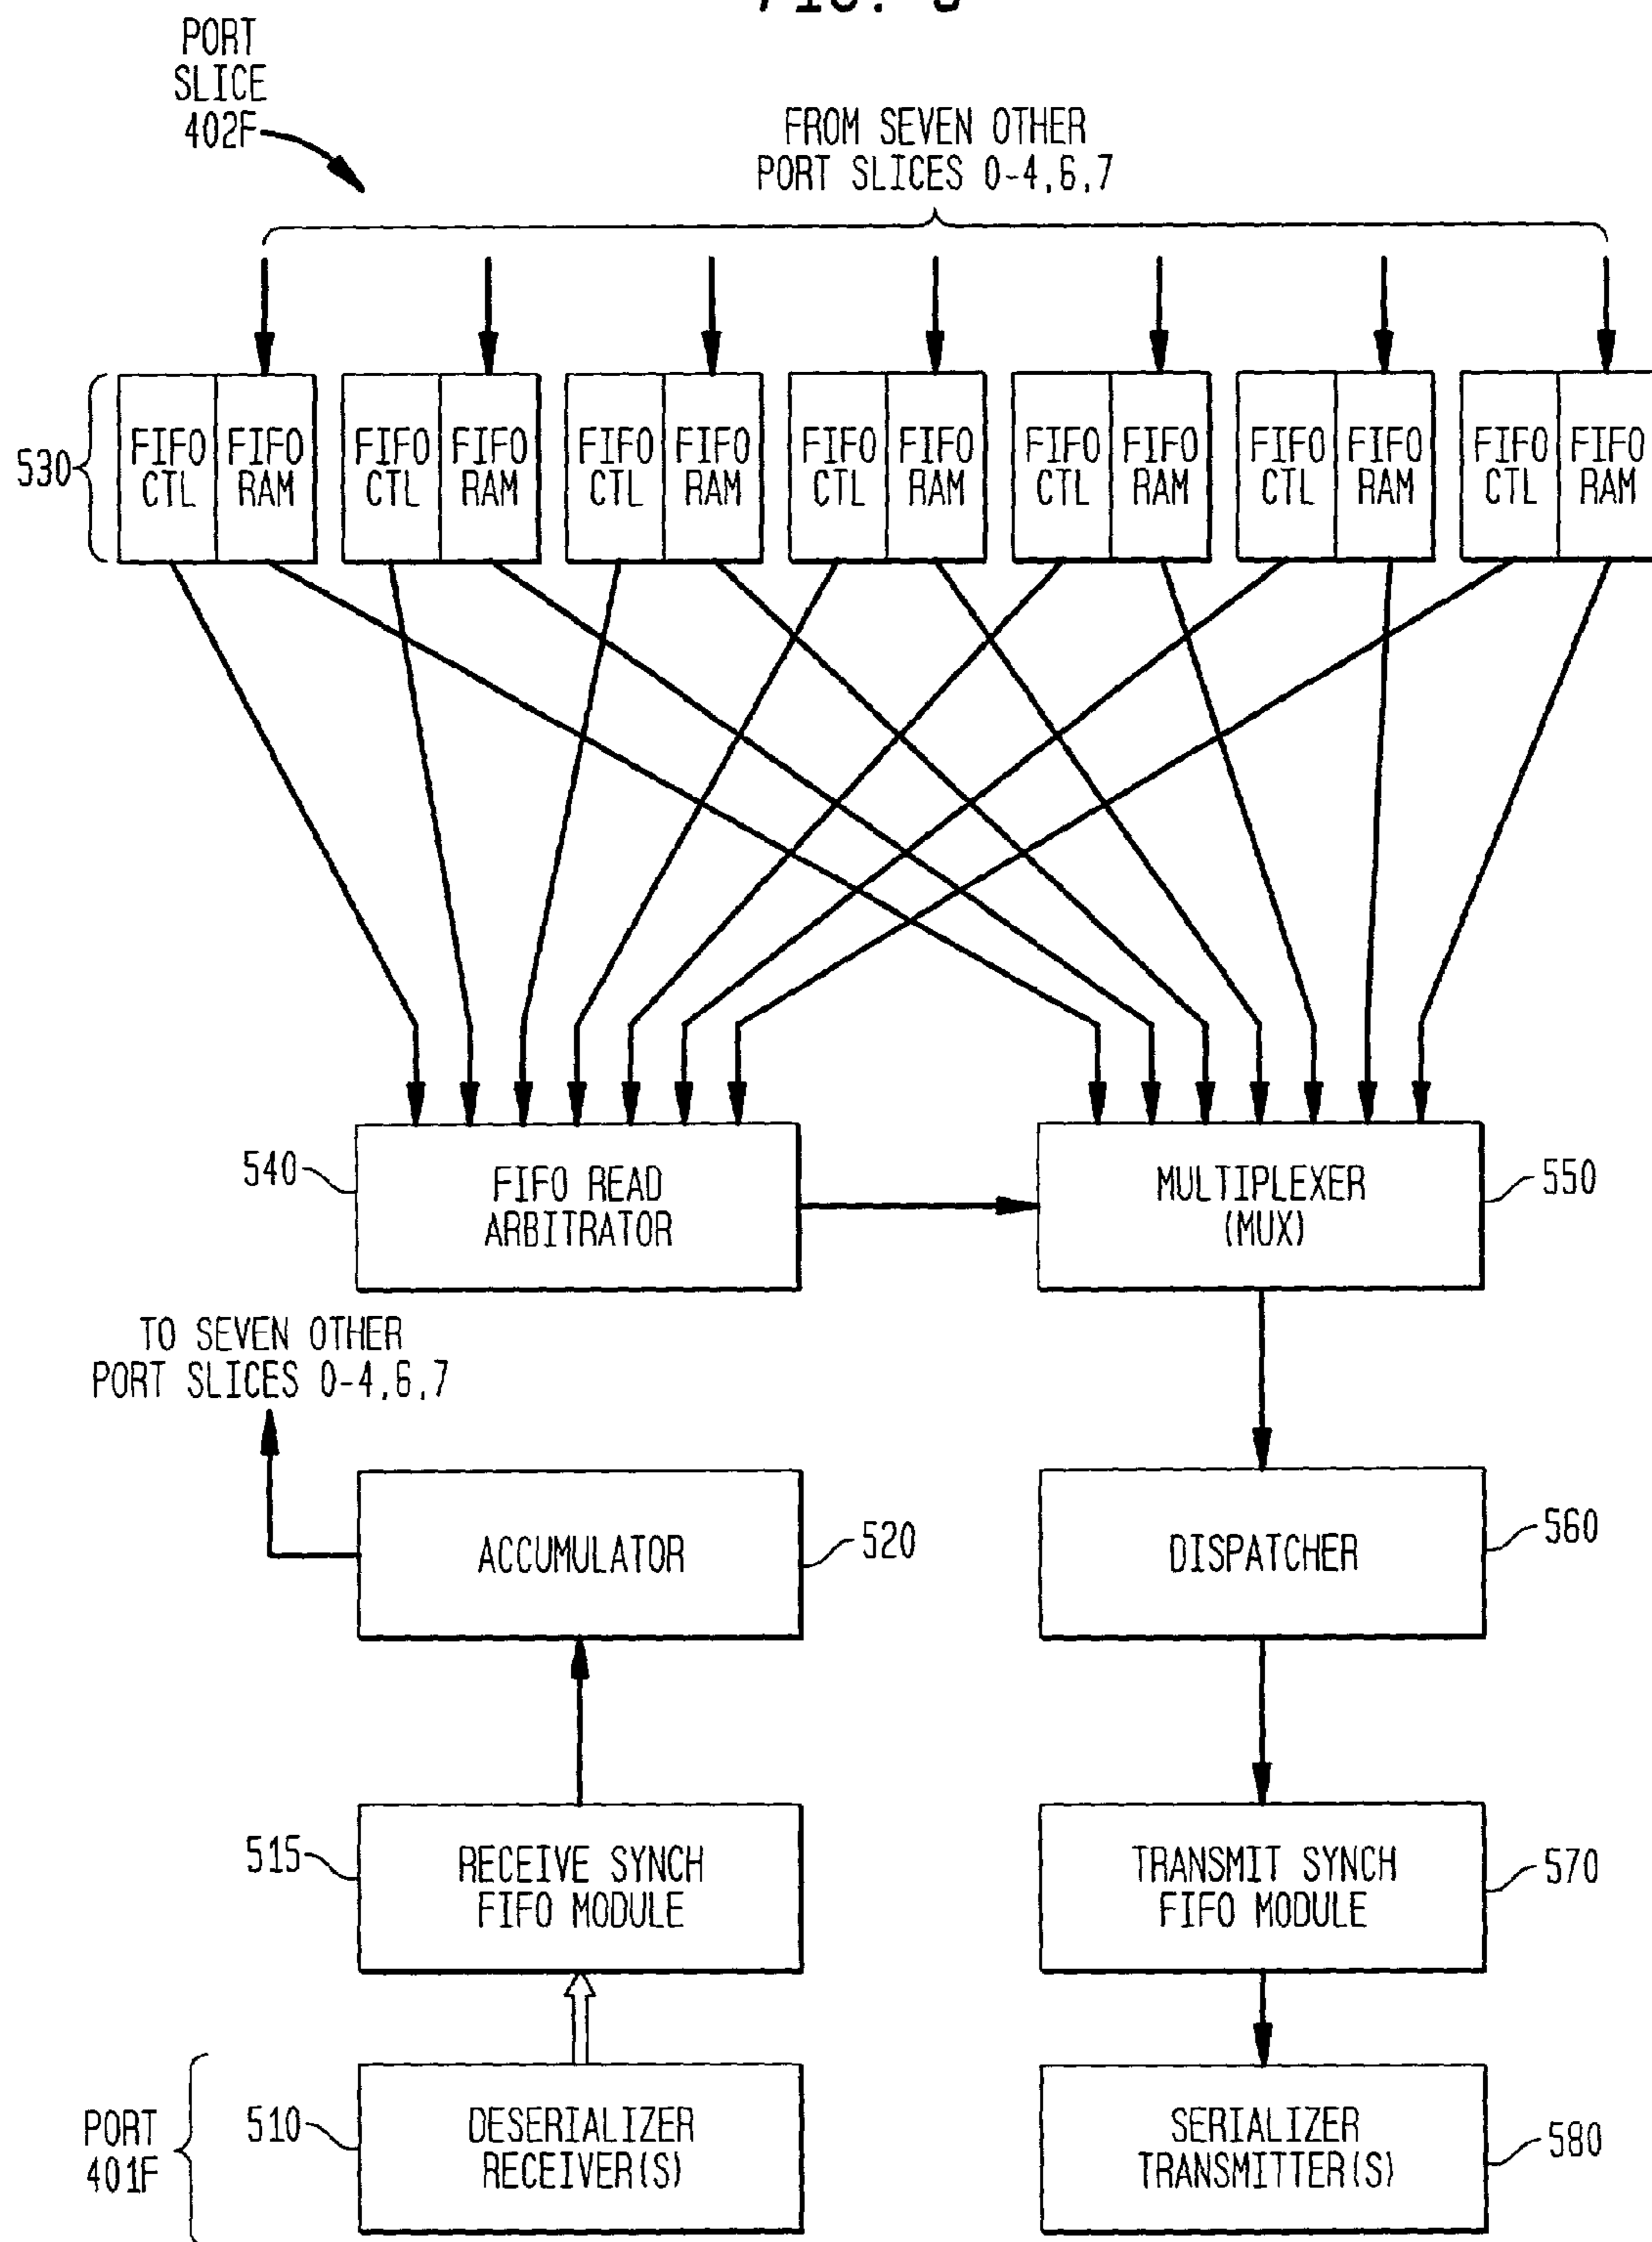 PORT
SLICE
402F
FROM SEVEN OTHER
PORT SLICES 0-4,6,7
530
FIFO CTL FIFO RAM FIFO CTL FIFO RAM FIFO CTL FIFO RAM FIFO CTL FIFO RAM FIFO CTL FIFO RAM FIFO CTL FIFO RAM FIFO CTL FIFO RAM
540
FIFO READ
ARBITRATOR
MULTIPLEXER
(MUX)
550
TO SEVEN OTHER
PORT SLICES 0-4,6,7
ACCUMULATOR
520
DISPATCHER
560
515
RECEIVE SYNCH
FIFO MODULE
TRANSMIT SYNCH
FIFO MODULE
570
PORT
401F
510
DESERIALIZER
RECEIVER(S)
SERIALIZER
TRANSMITTER(S)
580